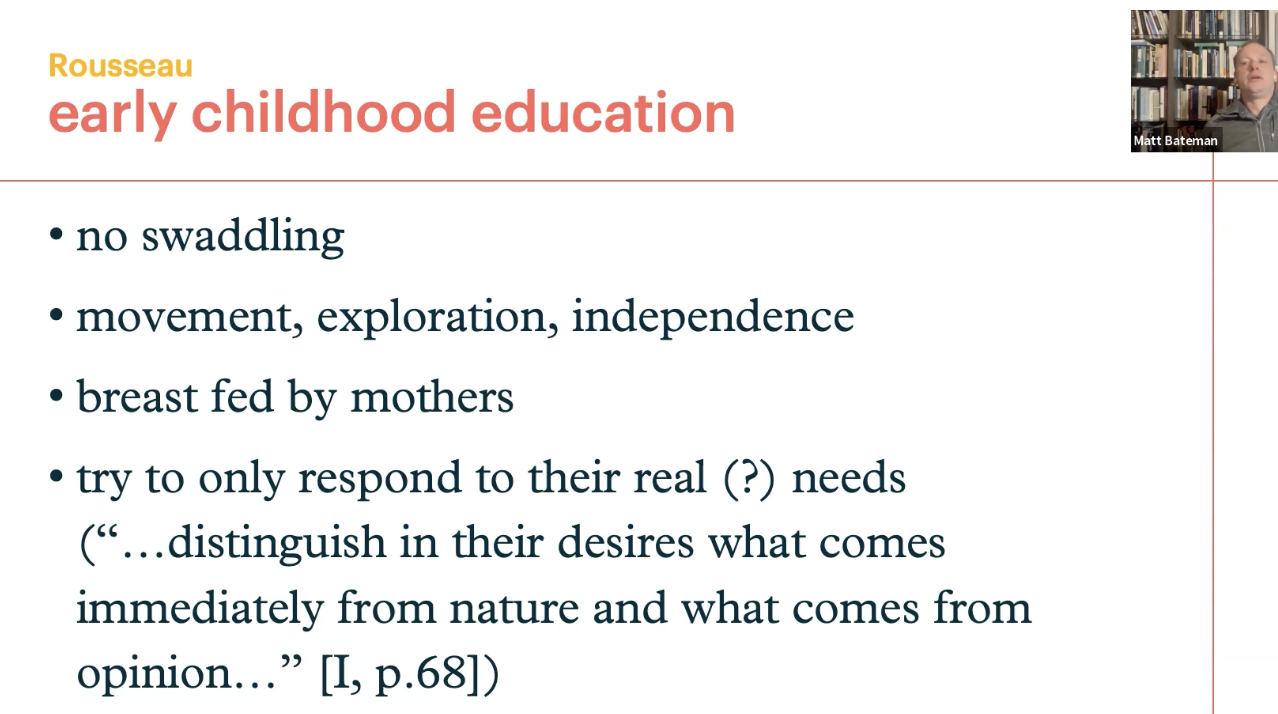 Rousseau
early childhood education
Matt Bateman
• no swaddling
• movement, exploration, independence
• breast fed by mothers
• try to only respond to their real (?) needs
(“…distinguish in their desires what comes
immediately from nature and what comes from
opinion…” [I, p.68])